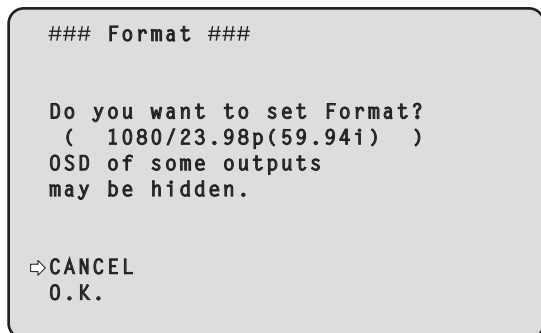 ### Format ###
Do you want to set Format?
( 1080/23.98p(59.94i) )
OSD of some outputs
may be hidden.
⇨CANCEL
O.K.